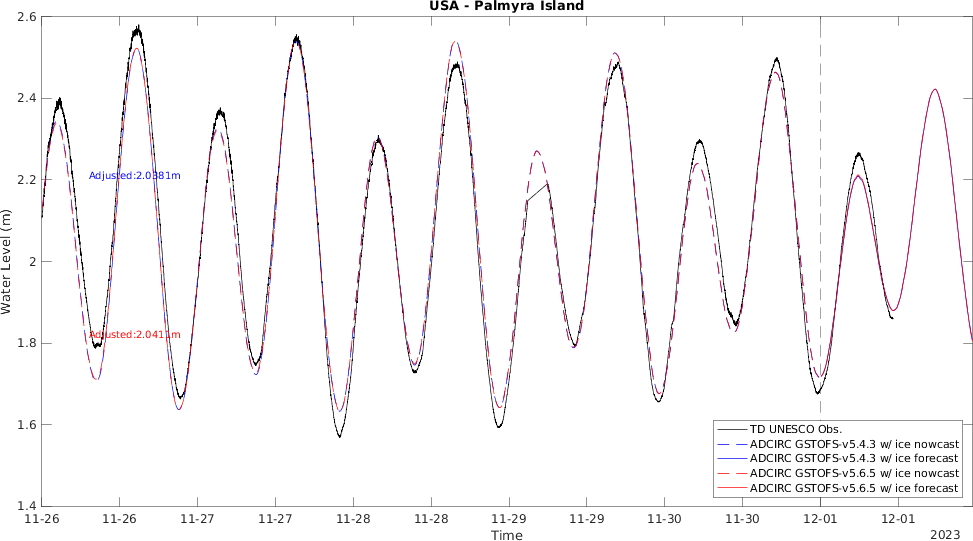 USA - Palmyra Island
2.6
2.4
2.2
2
1.8
1.6
1.4
Water Level (m)
Adjusted:2.0381m
Adjusted:2.0411m
11-26
11-26
11-27
11-27
11-28
11-28
11-29
11-29
11-30
11-30
12-01
12-01
Time
2023
TD UNESCO Obs.
ADCIRC GSTOFS-v5.4.3 w/ ice nowcast
ADCIRC GSTOFS-v5.4.3 w/ ice forecast
ADCIRC GSTOFS-v5.6.5 w/ ice nowcast
ADCIRC GSTOFS-v5.6.5 w/ ice forecast